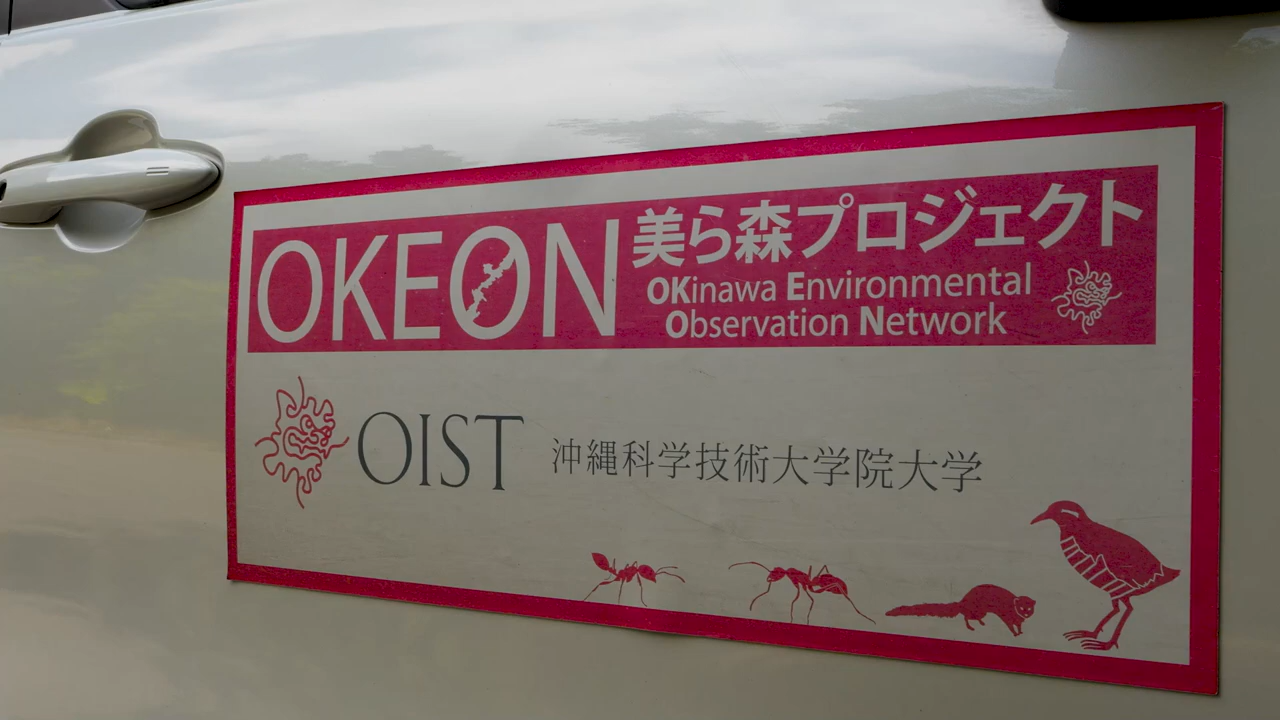 OKEON
美ら森プロジェクト
OKinawa Environmental
Observation Network
OIST 沖縄科学技術大学院大学